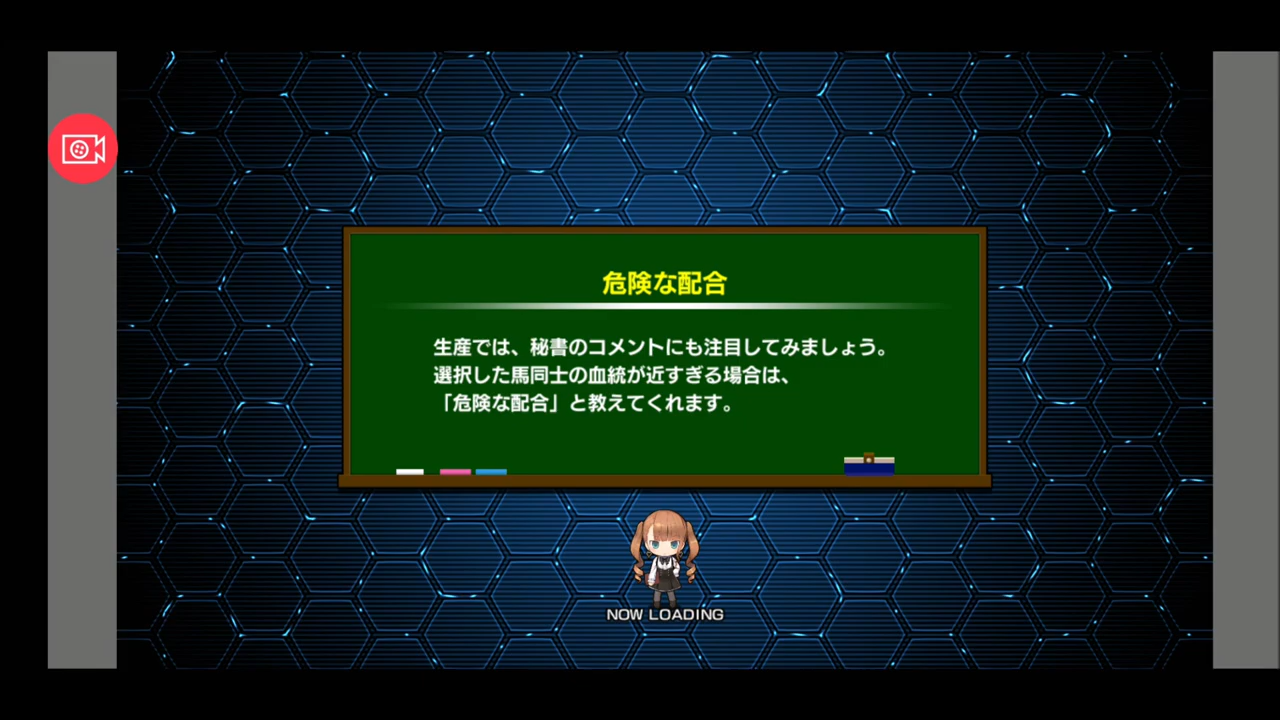 危険な配合
生産では、秘書のコメントにも注目してみましょう。
選択した馬同士の血統が近すぎる場合は、
「危険な配合」と教えてくれます。
NOW LOADING